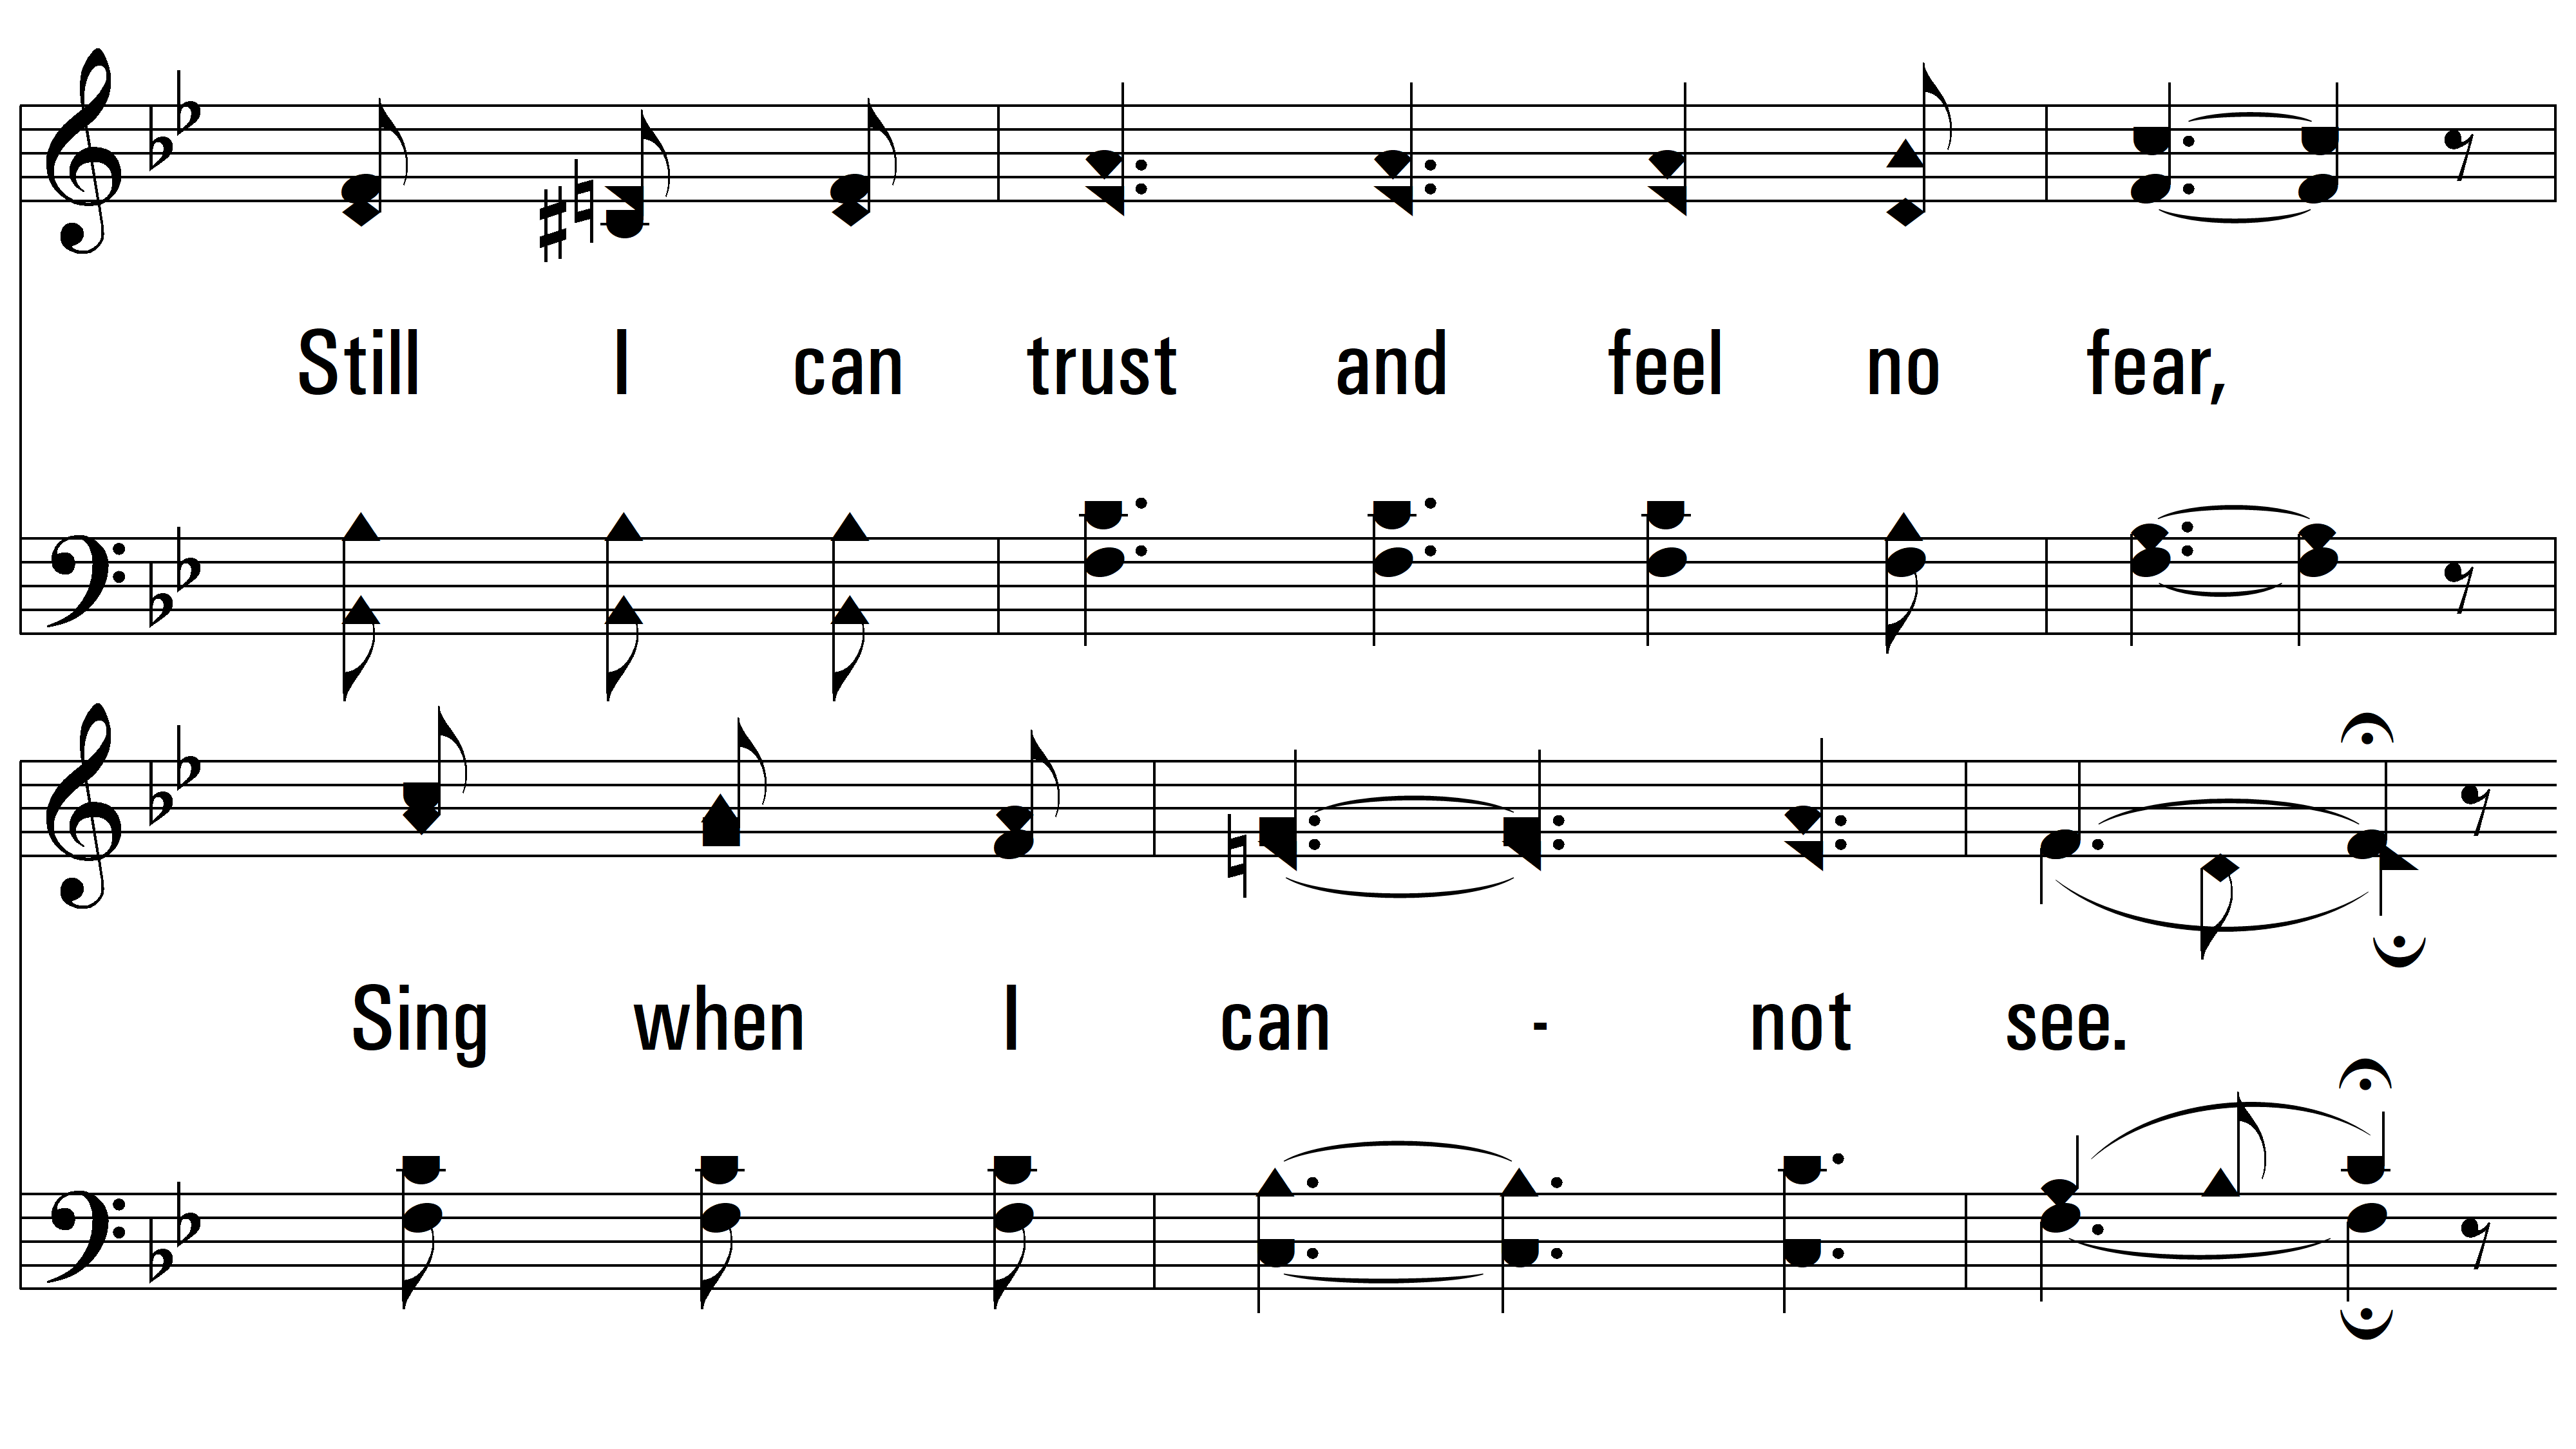 Still I can trust and feel no fear,
Sing when I can - not see.